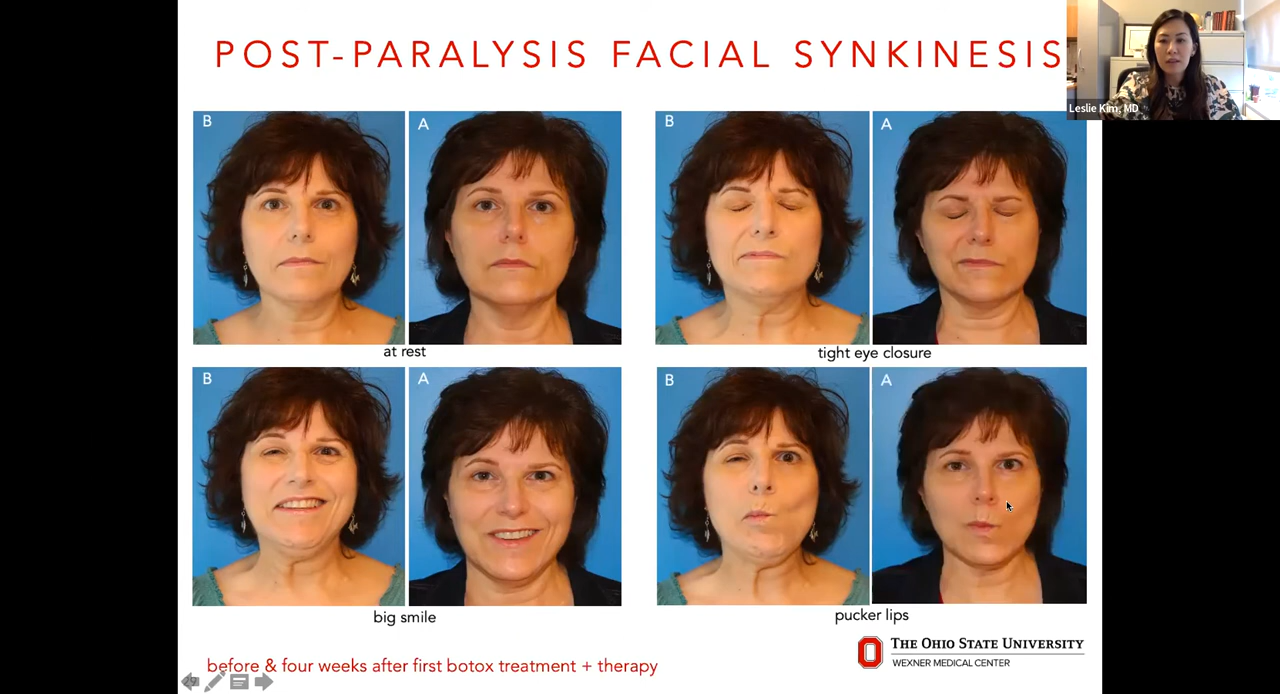 POST-PARALYSIS FACIAL SYNKINESIS
Leslie Kim, MD
B
A
B
A
at rest
tight eye closure
B
A
B
A
big smile
pucker lips
THE OHIO STATE UNIVERSITY
WEXNER MEDICAL CENTER
before & four weeks after first botox treatment + therapy
29